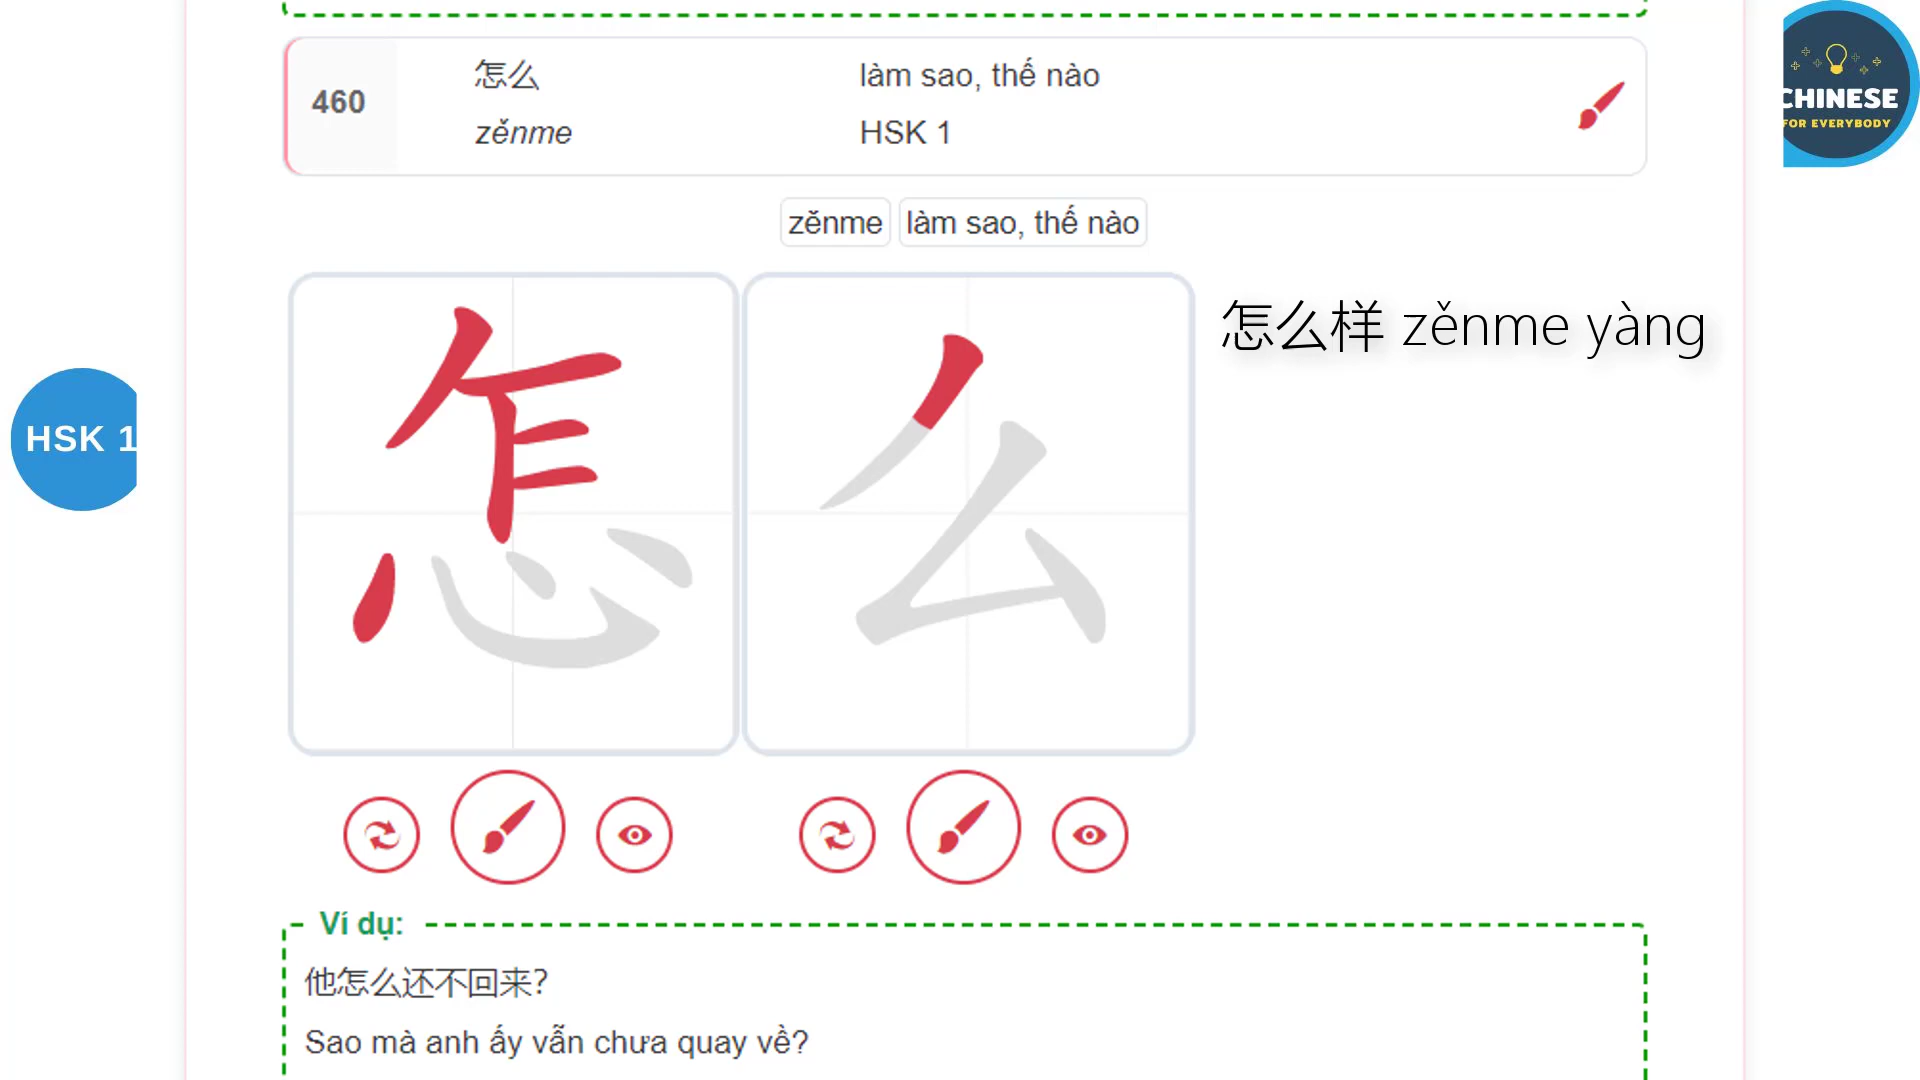 460
怎么
zěnme
làm sao, thế nào
HSK 1
CHINESE
FOR EVERYBODY
zěnme
làm sao, thế nào
怎么
怎么样 zěnme yàng
HSK 1
Ví dụ:
他怎么还不回来?
Sao mà anh ấy vẫn chưa quay về?